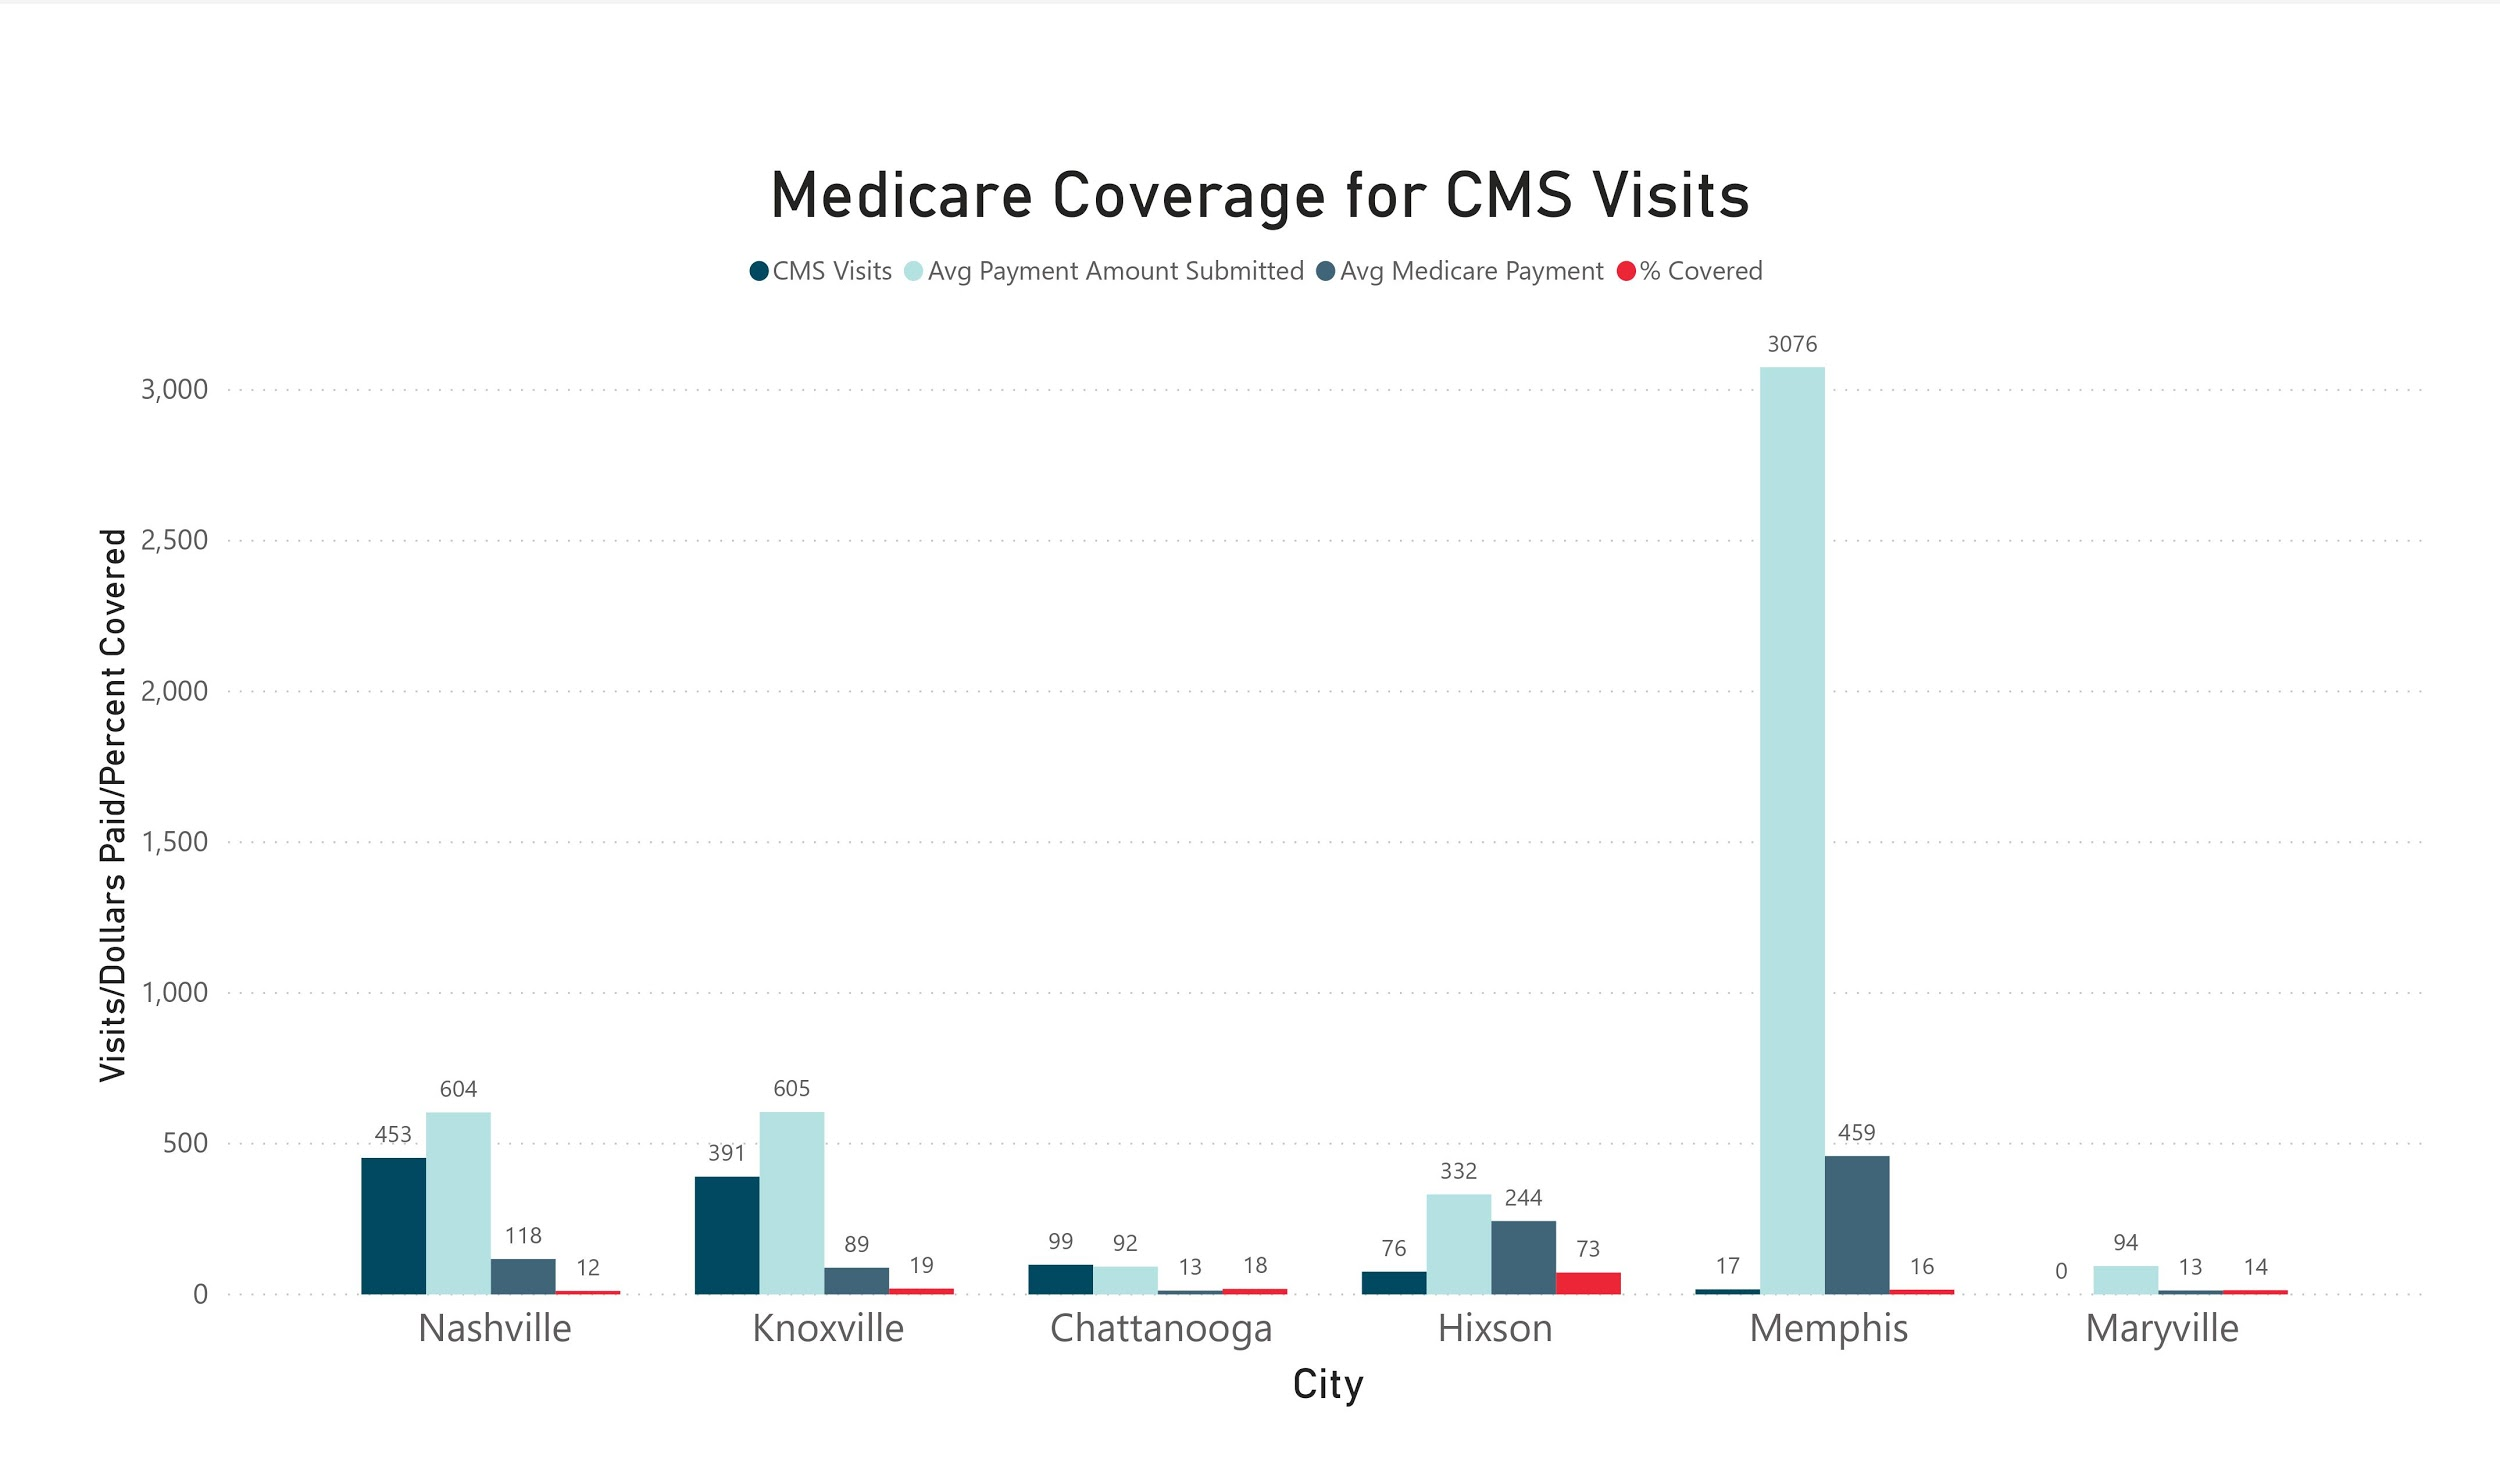 Medicare Coverage for CMS Visits
CMS Visits Avg Payment Amount Submitted Avg Medicare Payment % Covered
Visits/Dollars Paid/Percent Covered
3,000
2,500
2,000
1,500
1,000
500
0
453 604 118 12
391 605 89 19
99 92 13 18
76 332 244 73
17 3076 459 16
0 94 13 14
Nashville Knoxville Chattanooga Hixson Memphis Maryville
City